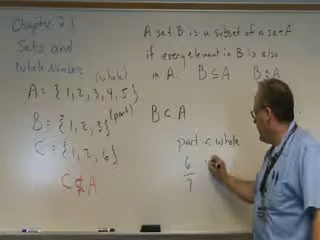 Chapter 2.1
Sets and
Whole Numbers
(whole)
A = {1, 2, 3, 4, 5}
B = {1, 2, 3} (part)
C = {1, 2, 6}
C ⊄ A
A set B is a subset of a set A
if every element in B is also
in A. B ⊆ A
B ⊂ A
part < whole
6
7